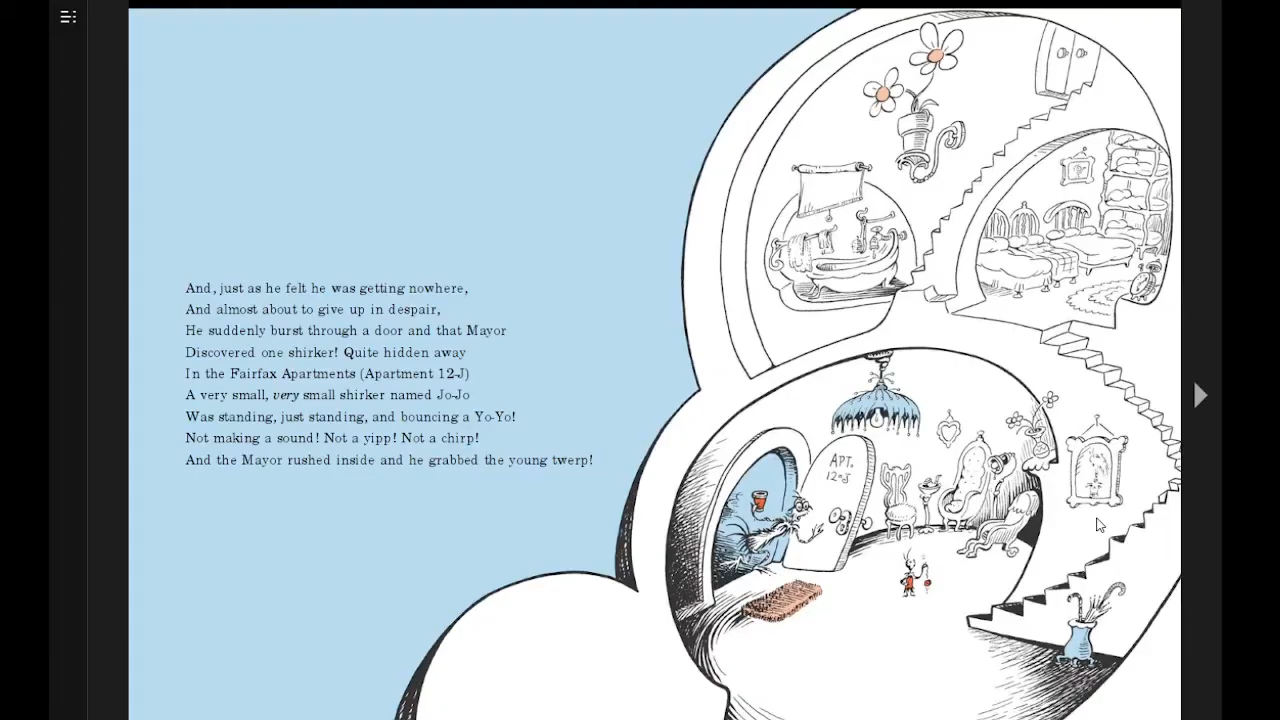 And, just as he felt he was getting nowhere,
And almost about to give up in despair,
He suddenly burst through a door and that Mayor
Discovered one shirker! Quite hidden away
In the Fairfax Apartments (Apartment 12-J)
A very small, very small shirker named Jo-Jo
Was standing, just standing, and bouncing a Yo-Yo!
Not making a sound! Not a yipp! Not a chirp!
And the Mayor rushed inside and he grabbed the young twerp!
APT.
12-J